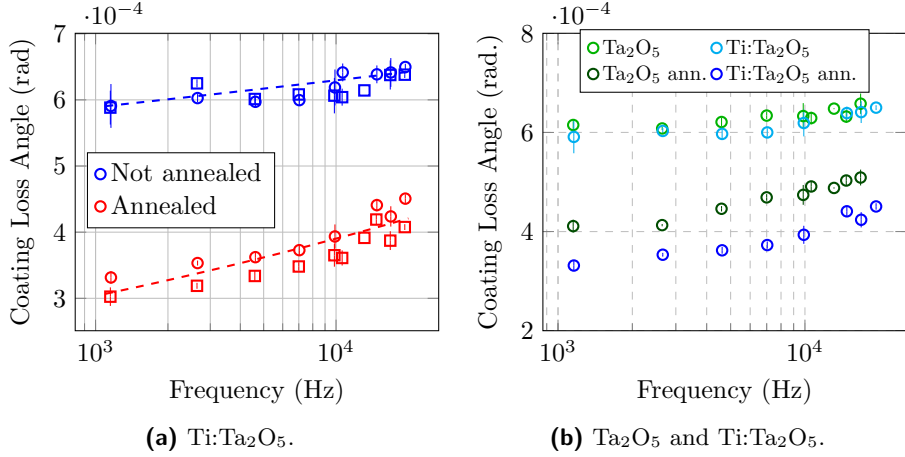 ·10⁻⁴
7
6
5
4
3
Coating Loss Angle (rad)
Not annealed
Annealed
10³
10⁴
Frequency (Hz)
(a) Ti:Ta₂O₅.
·10⁻⁴
8
6
4
2
Coating Loss Angle (rad.)
Ta₂O₅ Ti:Ta₂O₅
Ta₂O₅ ann. Ti:Ta₂O₅ ann.
10³
10⁴
Frequency (Hz)
(b) Ta₂O₅ and Ti:Ta₂O₅.